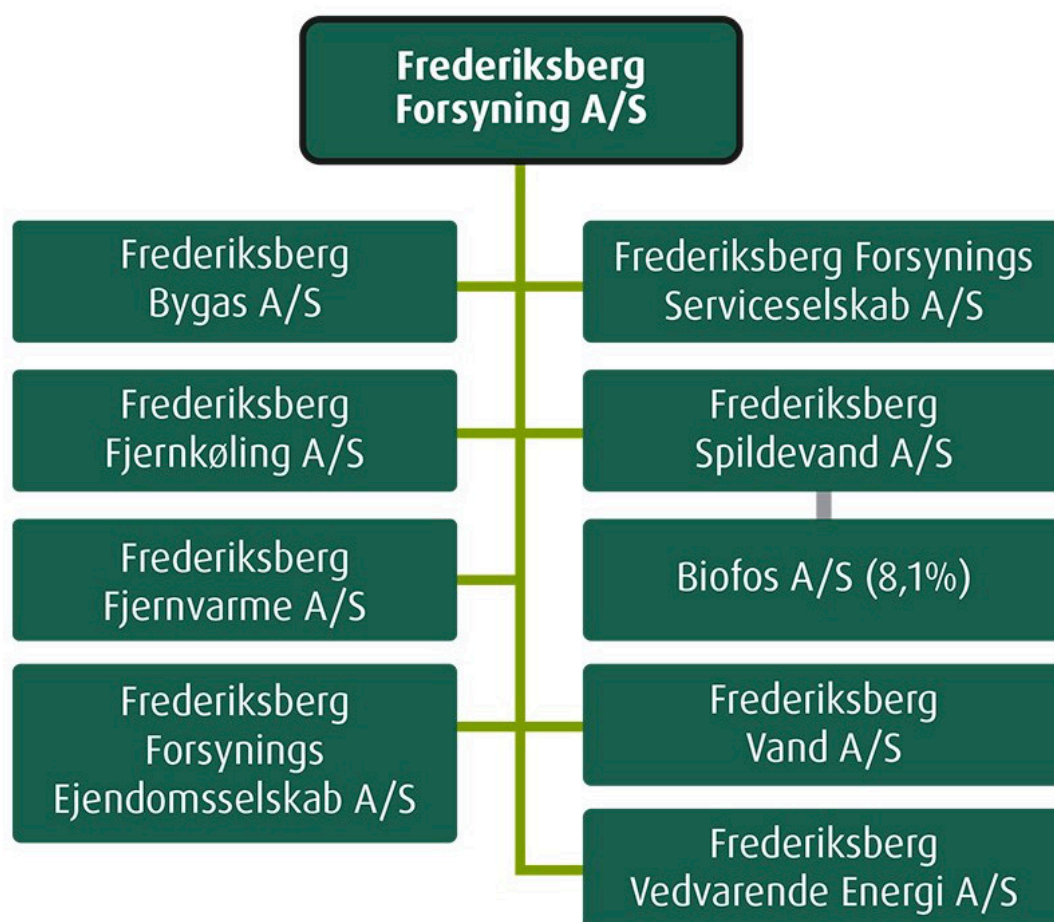 Frederiksberg
Forsyning A/S
Frederiksberg
Bygas A/S
Frederiksberg Forsynings
Serviceselskab A/S
Frederiksberg
Fjernkøling A/S
Frederiksberg
Spildevand A/S
Frederiksberg
Fjernvarme A/S
Biofos A/S (8,1%)
Frederiksberg
Forsynings
Ejendomsselskab A/S
Frederiksberg
Vand A/S
Frederiksberg
Vedvarende Energi A/S